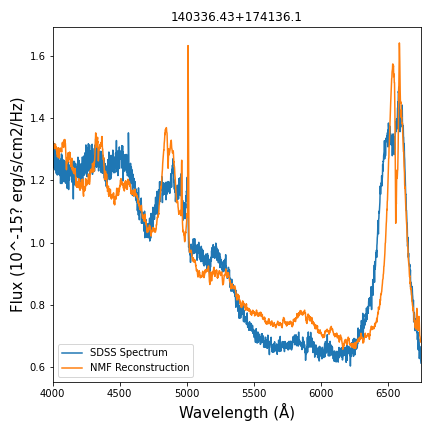 140336.43+174136.1
1.6
1.4
1.2
1.0
0.8
0.6
Flux (10^-15? erg/s/cm2/Hz)
SDSS Spectrum
NMF Reconstruction
4000 4500 5000 5500 6000 6500
Wavelength (Å)